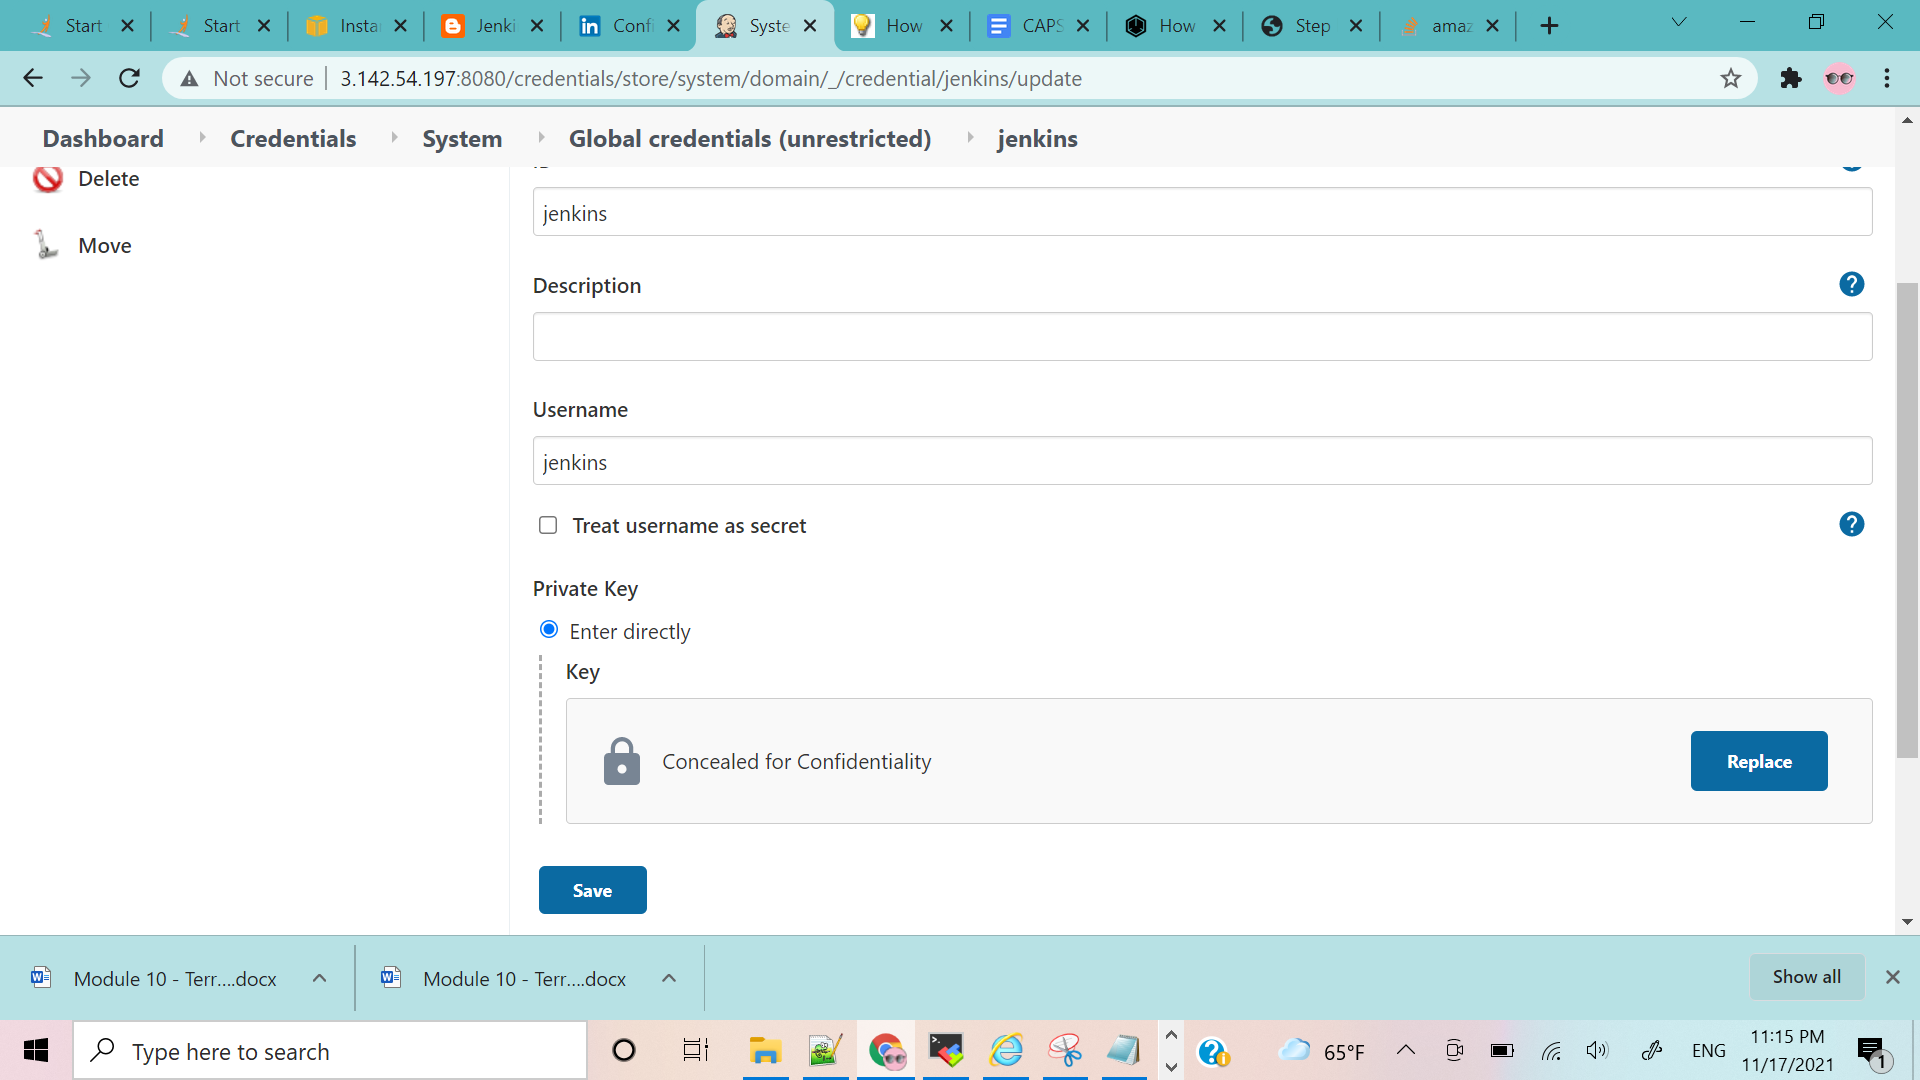 Start
Start
Insta
Jenki
Confi
Syste
How
CAPS
How
Step
amaz
Not secure
3.142.54.197:8080/credentials/store/system/domain/_/credential/jenkins/update
Dashboard
Credentials
System
Global credentials (unrestricted)
jenkins
Delete
Move
jenkins
Description
?
Username
jenkins
Treat username as secret
?
Private Key
Enter directly
Key
Concealed for Confidentiality
Replace
Save
Module 10 - Terr....docx
Module 10 - Terr....docx
Show all
Type here to search
65°F
ENG
11:15 PM
11/17/2021
1